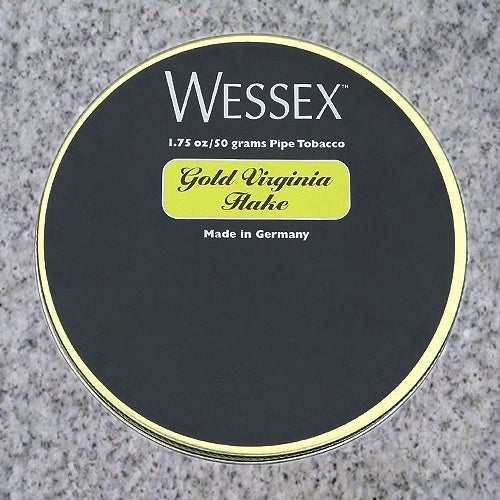 WESSEX™
1.75 oz/50 grams Pipe Tobacco
Gold Virginia
Flake
Made in Germany